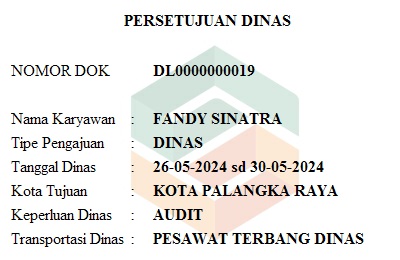 PERSETUJUAN DINAS
NOMOR DOK DL0000000019
Nama Karyawan : FANDY SINATRA
Tipe Pengajuan : DINAS
Tanggal Dinas : 26-05-2024 sd 30-05-2024
Kota Tujuan : KOTA PALANGKA RAYA
Keperluan Dinas : AUDIT
Transportasi Dinas : PESAWAT TERBANG DINAS